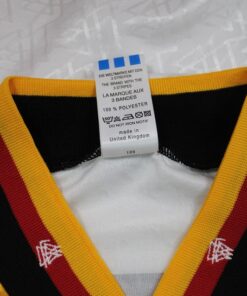 DIE WELTMARKE MIT DEN
3 STREIFEN
THE BRAND WITH THE
3 STRIPES
LA MARQUE AUX
3 BANDES
100 % POLYESTER
made in
United Kingdom